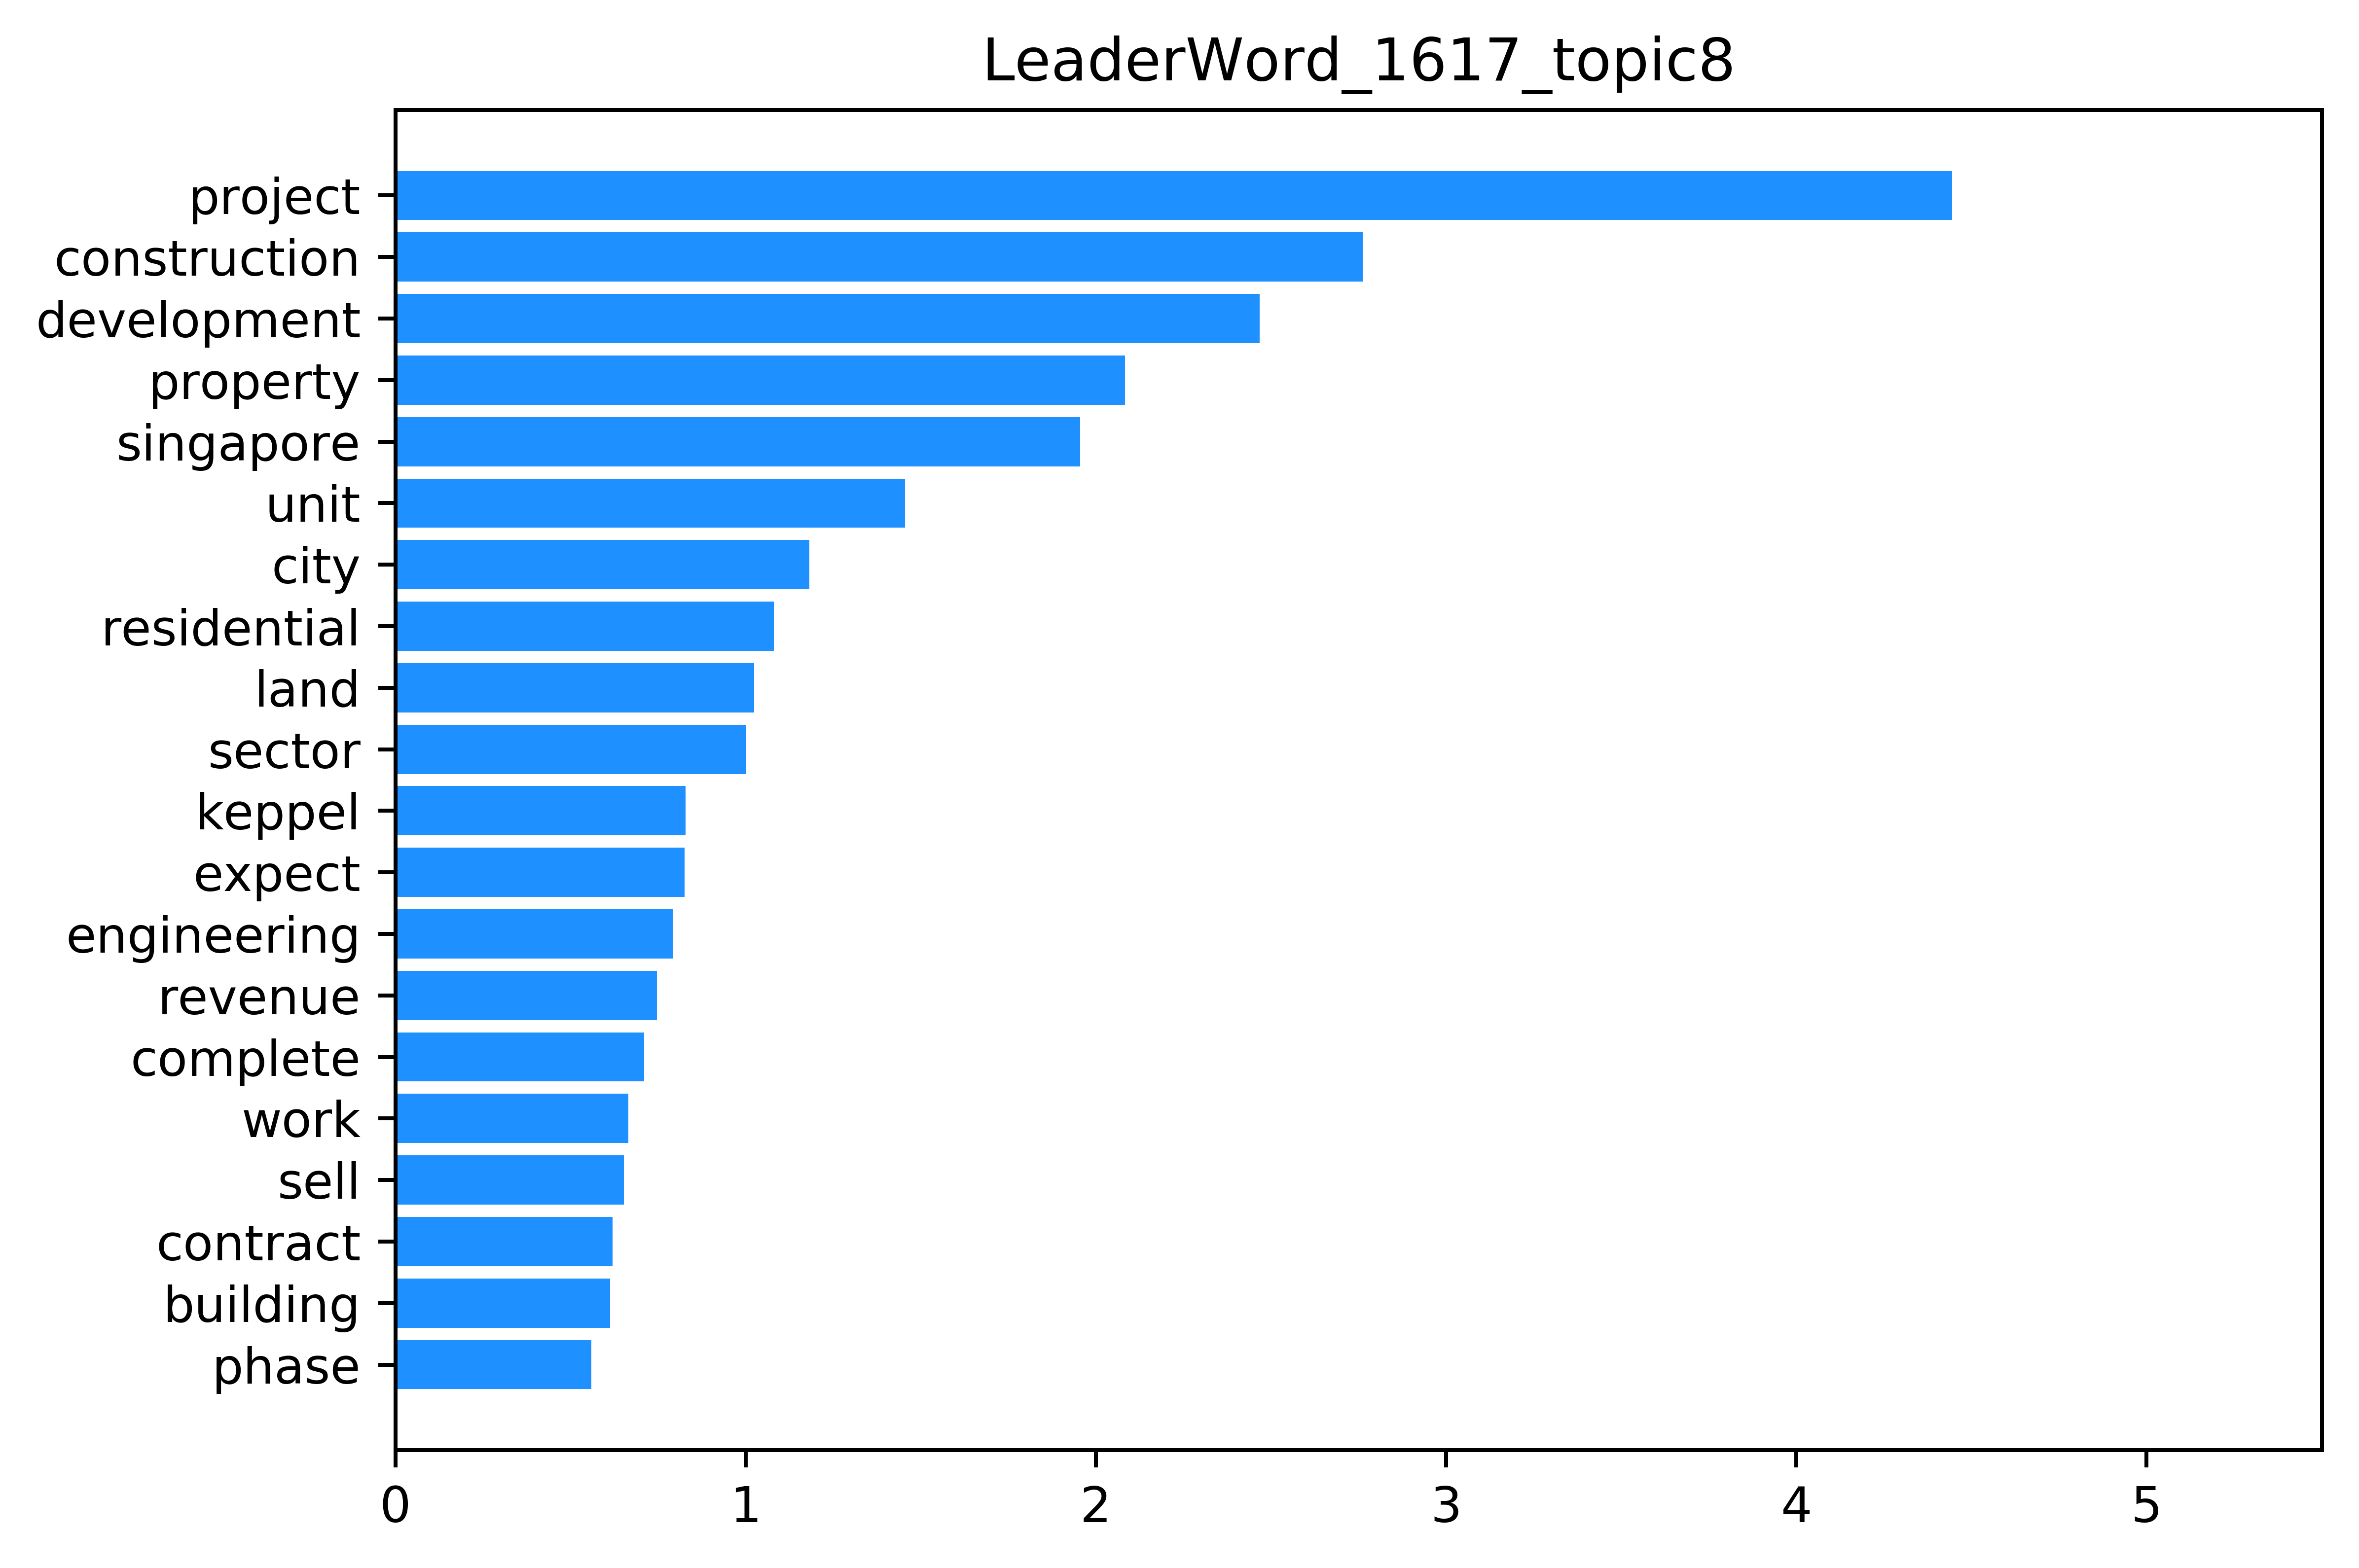 LeaderWord_1617_topic8
project
construction
development
property
singapore
unit
city
residential
land
sector
keppel
expect
engineering
revenue
complete
work
sell
contract
building
phase
0 1 2 3 4 5